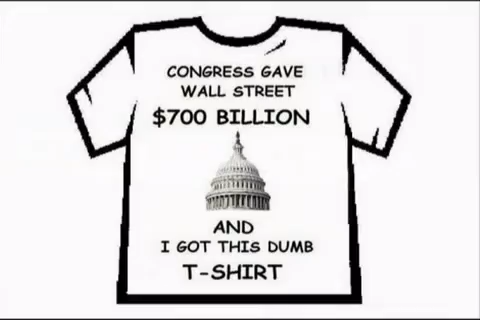 CONGRESS GAVE
WALL STREET
$700 BILLION
AND
I GOT THIS DUMB
T-SHIRT